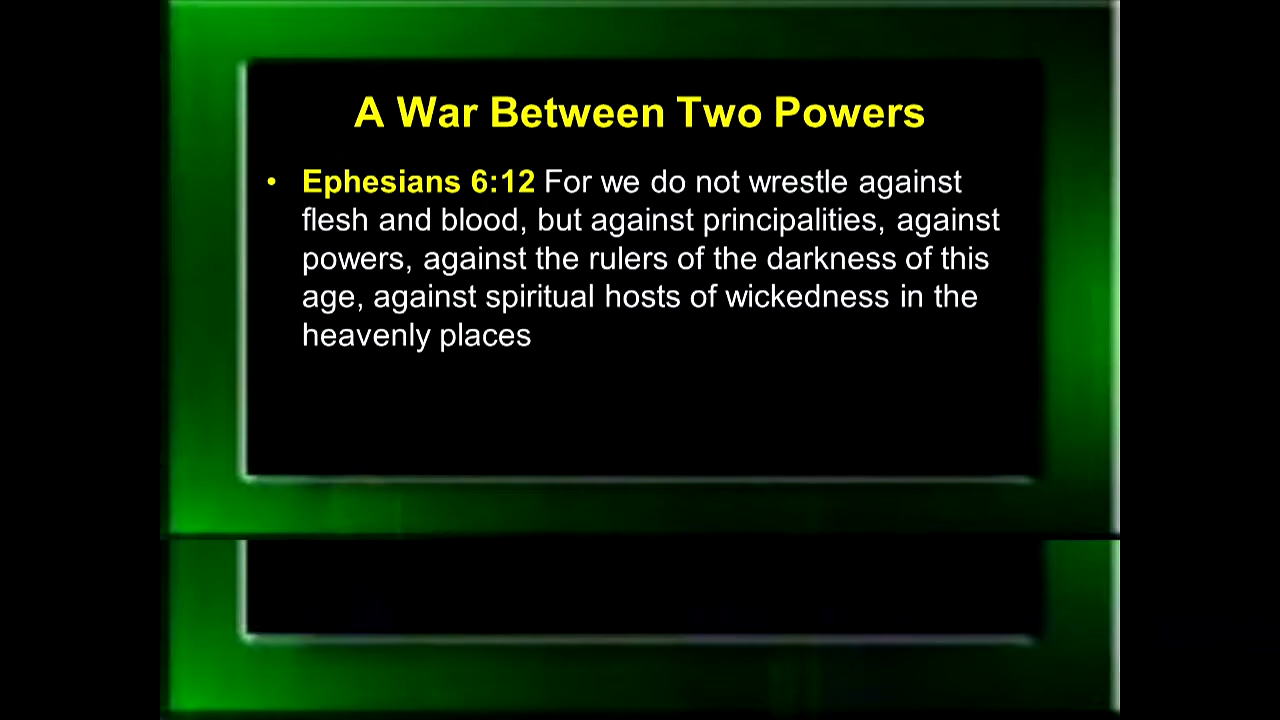 A War Between Two Powers
• Ephesians 6:12 For we do not wrestle against
flesh and blood, but against principalities, against
powers, against the rulers of the darkness of this
age, against spiritual hosts of wickedness in the
heavenly places